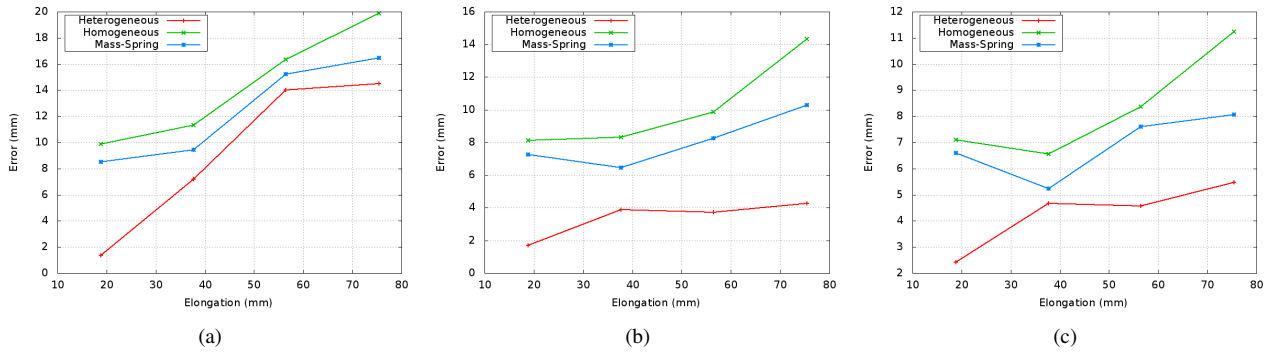 Heterogeneous
Homogeneous
Mass-Spring
Error (mm)
20
18
16
14
12
10
8
6
4
2
0
10 20 30 40 50 60 70 80
Elongation (mm)
(a)
Heterogeneous
Homogeneous
Mass-Spring
Error (mm)
16
14
12
10
8
6
4
2
0
10 20 30 40 50 60 70 80
Elongation (mm)
(b)
Heterogeneous
Homogeneous
Mass-Spring
Error (mm)
12
11
10
9
8
7
6
5
4
3
2
10 20 30 40 50 60 70 80
Elongation (mm)
(c)